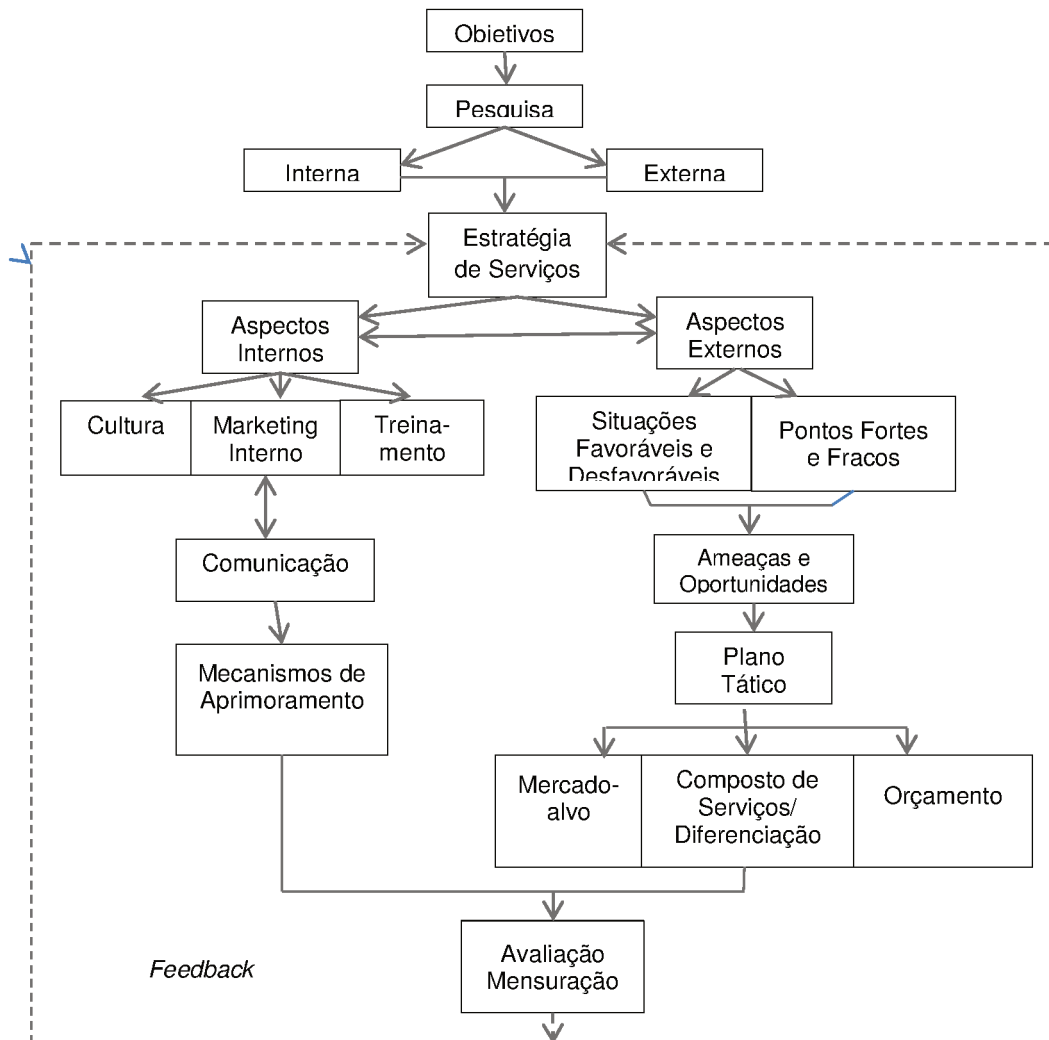 Objetivos
Pesquisa
Interna
Externa
Estratégia
de Serviços
Aspectos
Internos
Aspectos
Externos
Cultura
Marketing
Interno
Treina-
mento
Situações
Favoráveis e
Desfavoráveis
Pontos Fortes
e Fracos
Comunicação
Ameaças e
Oportunidades
Mecanismos de
Aprimoramento
Plano
Tático
Mercado-
alvo
Composto de
Serviços/
Diferenciação
Orçamento
Avaliação
Mensuração
Feedback